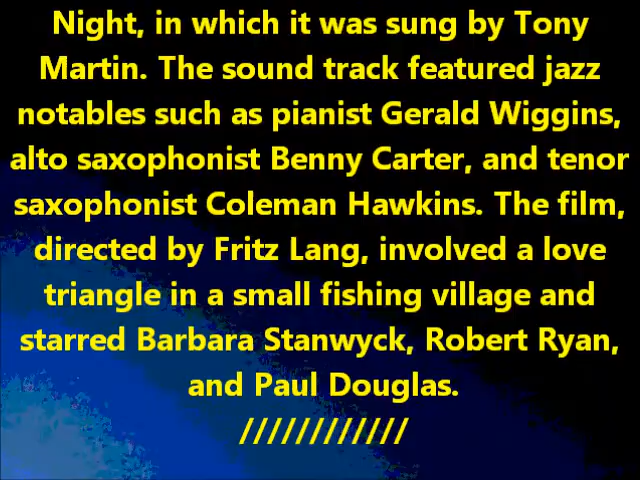 Night, in which it was sung by Tony
Martin. The sound track featured jazz
notables such as pianist Gerald Wiggins,
alto saxophonist Benny Carter, and tenor
saxophonist Coleman Hawkins. The film,
directed by Fritz Lang, involved a love
triangle in a small fishing village and
starred Barbara Stanwyck, Robert Ryan,
and Paul Douglas.
////////////